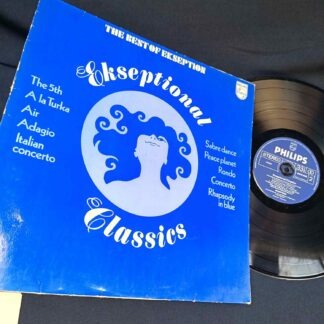 THE BEST OF EKSEPTION
Ekseptional
The 5th
A la Turka
Air
Adagio
Italian
concerto
Sabre dance
Peace planet
Rondo
Concerto
Rhapsody
in blue
Classics
PHILIPS
STEREO